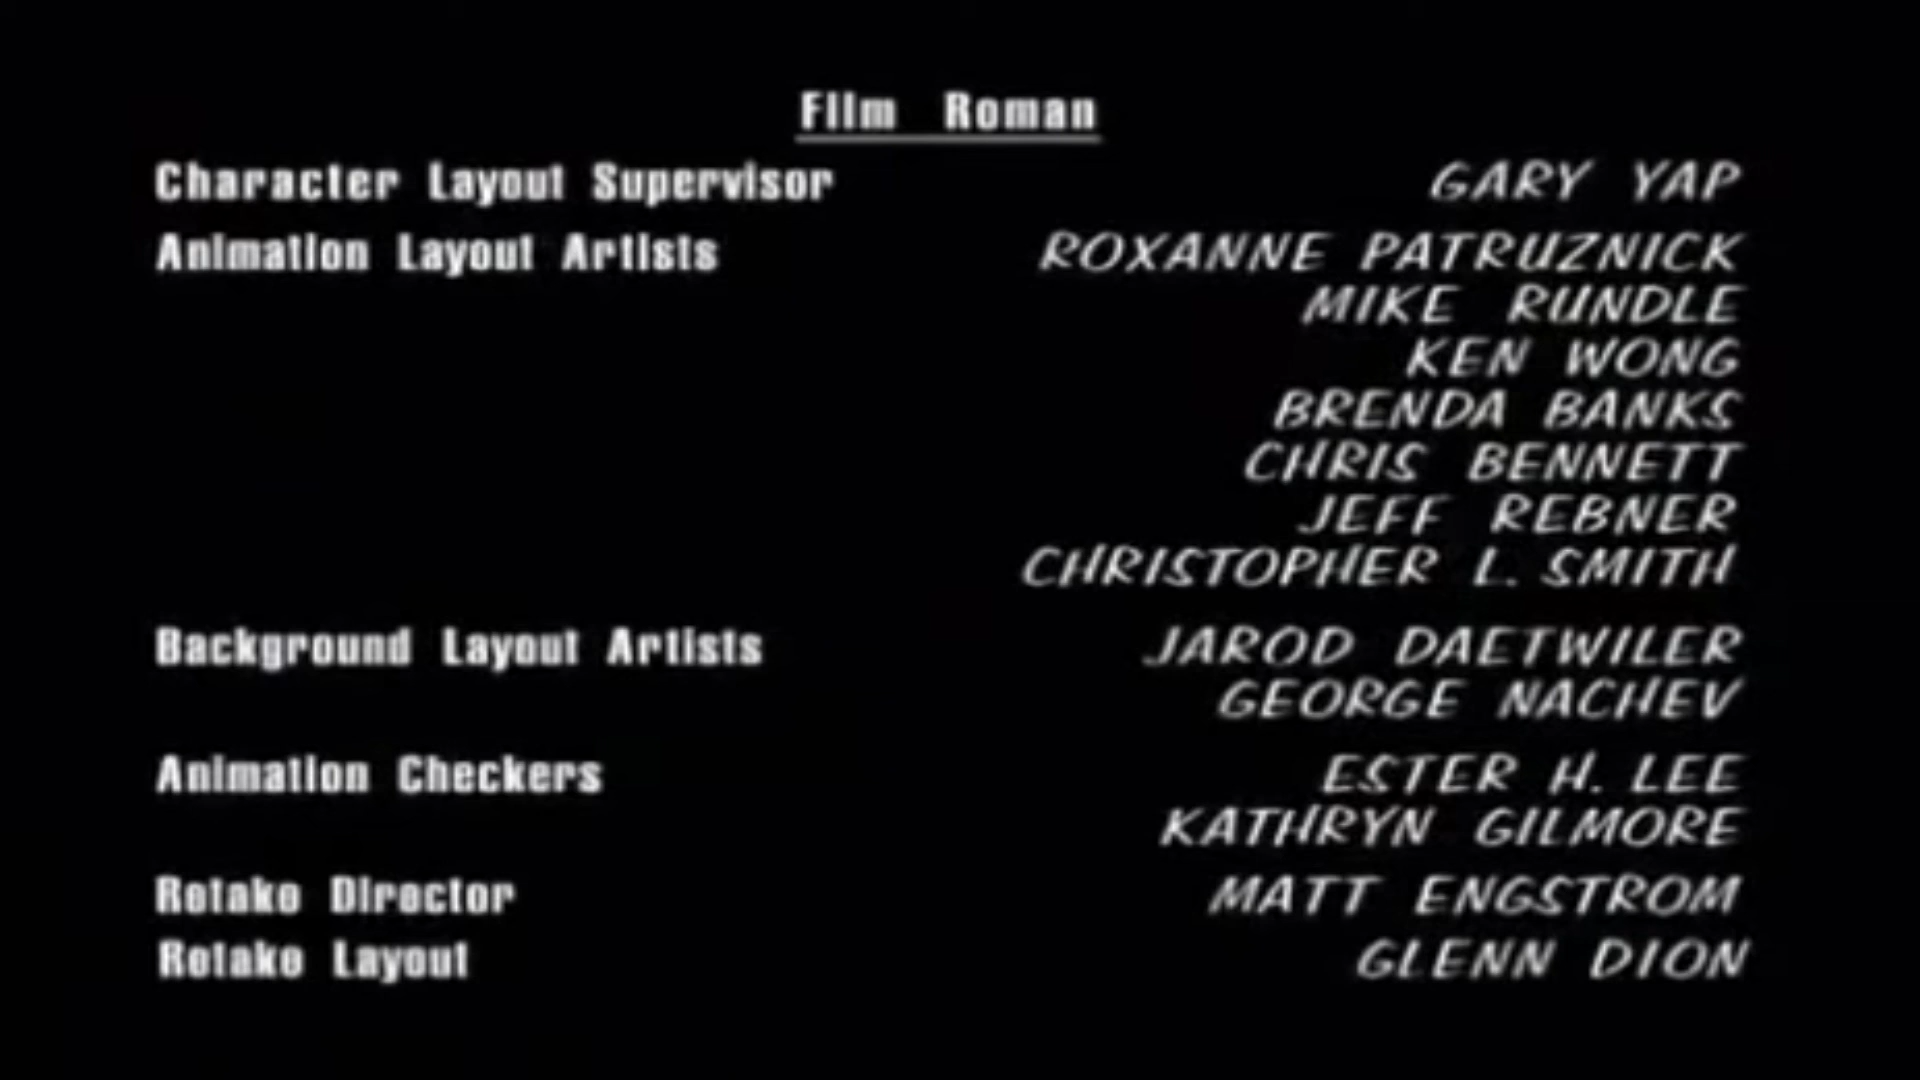 Film Roman
Character Layout Supervisor GARY YAP
Animation Layout Artists ROXANNE PATRUZNICK
MIKE RUNDLE
KEN WONG
BRENDA BANKS
CHRIS BENNETT
JEFF REBNER
CHRISTOPHER L. SMITH
Background Layout Artists JAROD DAETWILER
GEORGE NACHEV
Animation Checkers ESTER H. LEE
KATHRYN GILMORE
Retake Director MATT ENGSTROM
Retake Layout GLENN DION